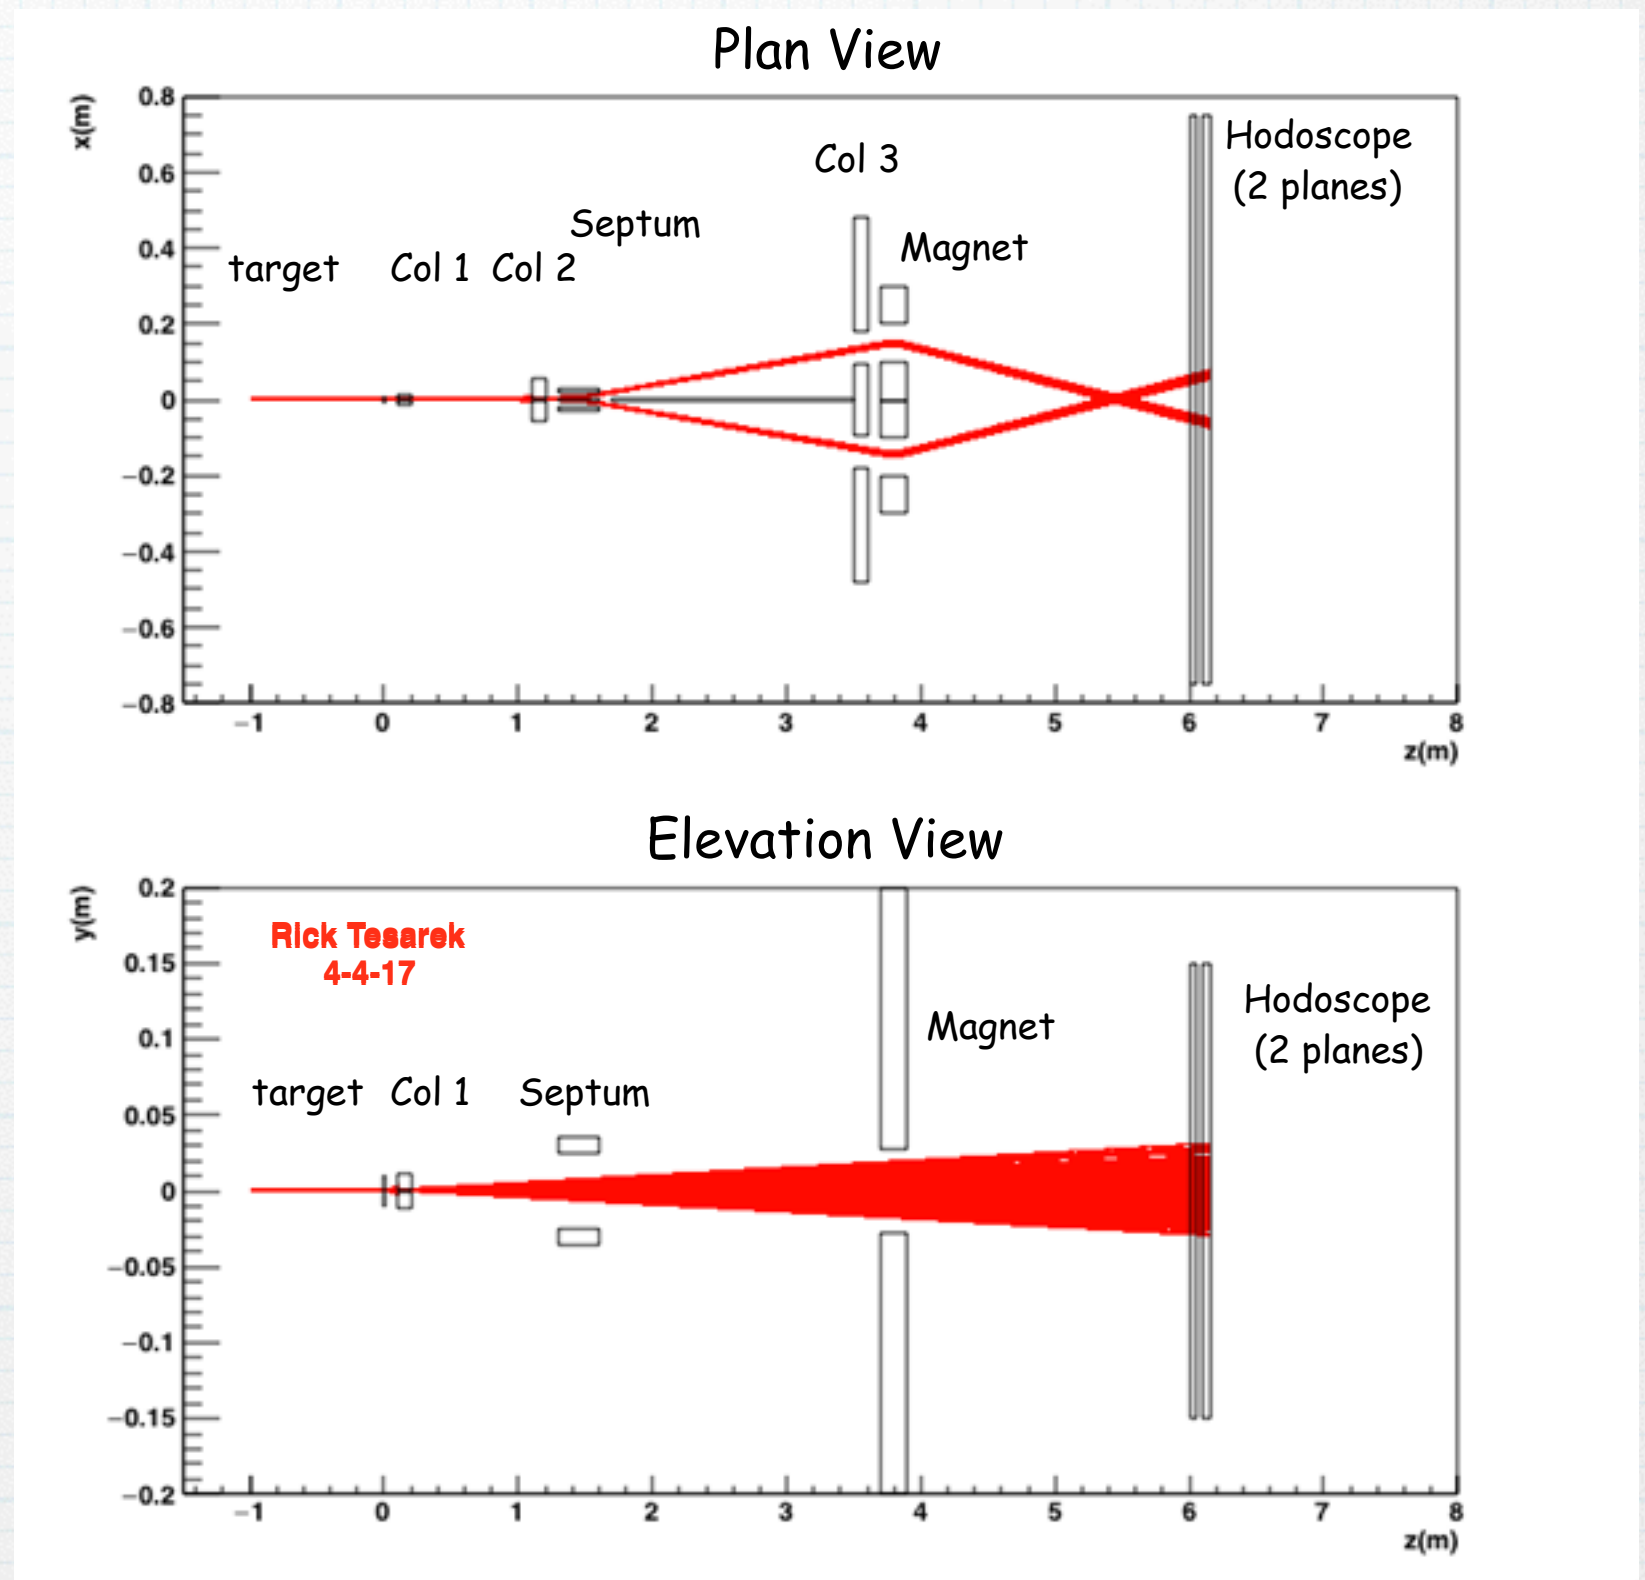 Plan View
x(m)
0.8
0.6
0.4
0.2
0
−0.2
−0.4
−0.6
−0.8
target
Col 1
Col 2
Septum
Col 3
Magnet
Hodoscope
(2 planes)
−1 0 1 2 3 4 5 6 7 8
z(m)
Elevation View
y(m)
0.2
0.15
0.1
0.05
0
−0.05
−0.1
−0.15
−0.2
Rick Tesarek
4-4-17
target
Col 1
Septum
Magnet
Hodoscope
(2 planes)
−1 0 1 2 3 4 5 6 7 8
z(m)